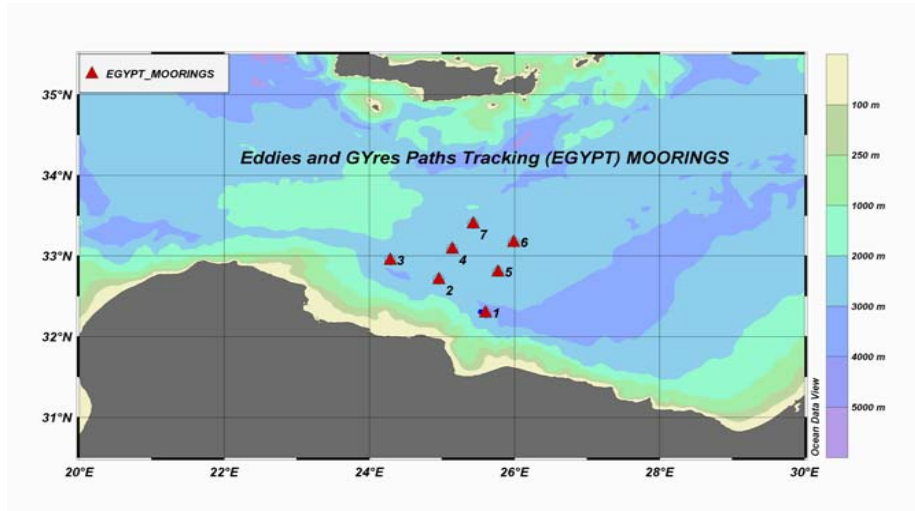 EGYPT_MOORINGS
35°N
Eddies and GYres Paths Tracking (EGYPT) MOORINGS
34°N
7
6
33°N
3
4
5
2
1
32°N
31°N
20°E 22°E 24°E 26°E 28°E 30°E
Ocean Data View
100 m
250 m
1000 m
2000 m
3000 m
4000 m
5000 m